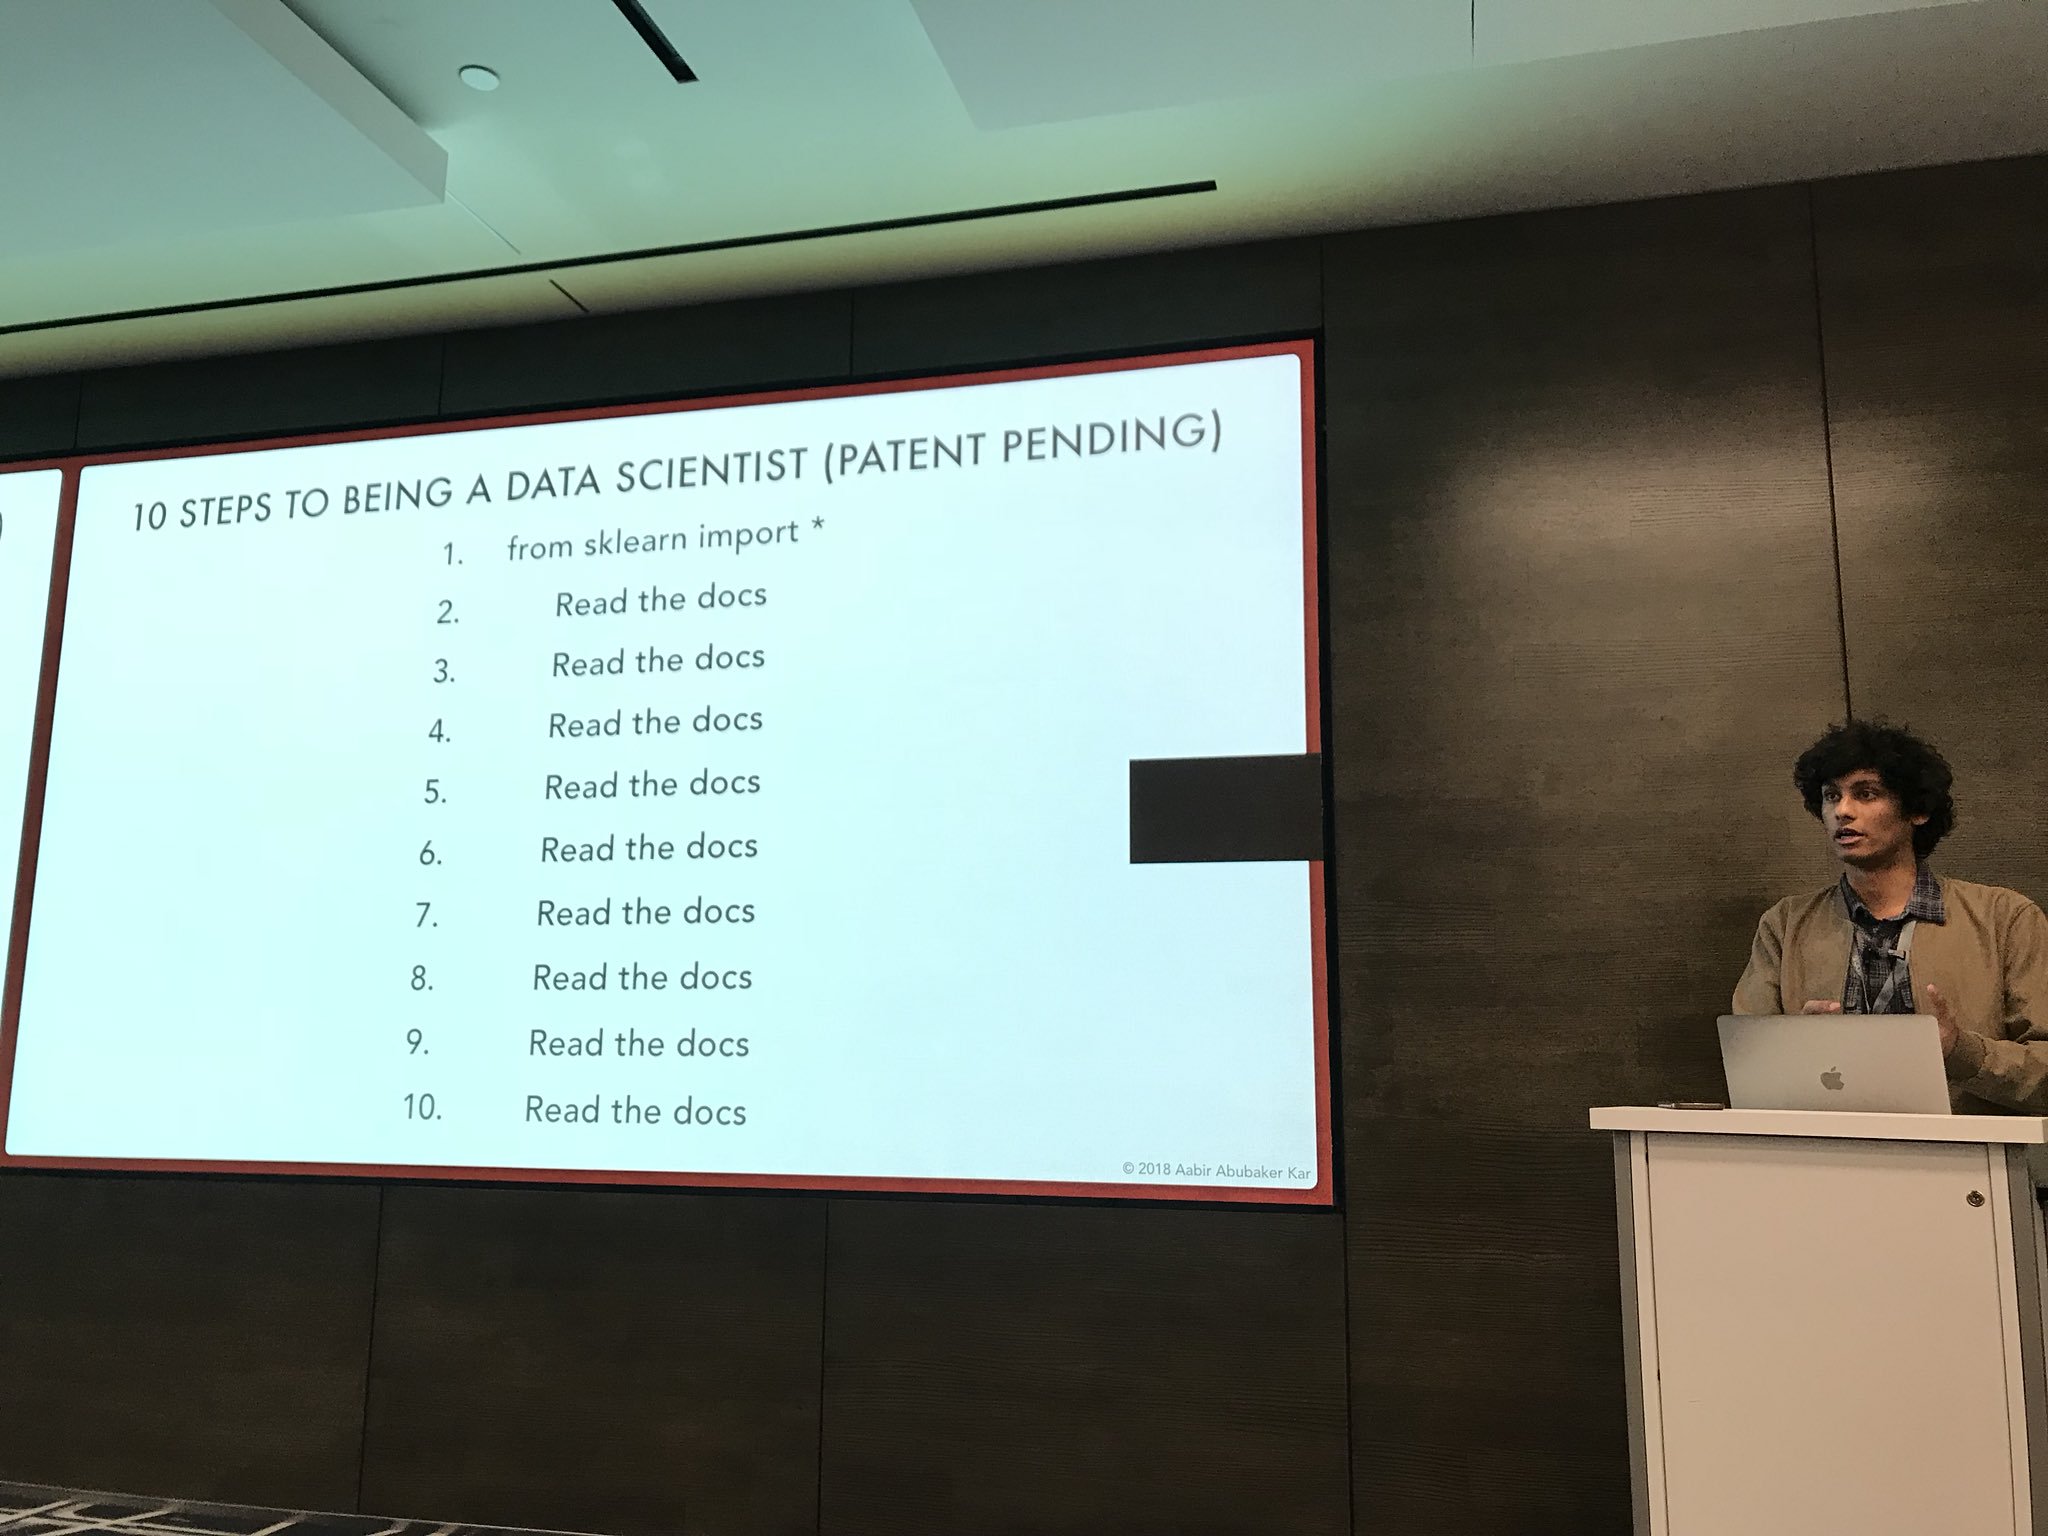 )
10 STEPS TO BEING A DATA SCIENTIST (PATENT PENDING)
1. from sklearn import *
2. Read the docs
3. Read the docs
4. Read the docs
5. Read the docs
6. Read the docs
7. Read the docs
8. Read the docs
9. Read the docs
10. Read the docs
© 2018 Aabir Abubaker Kar